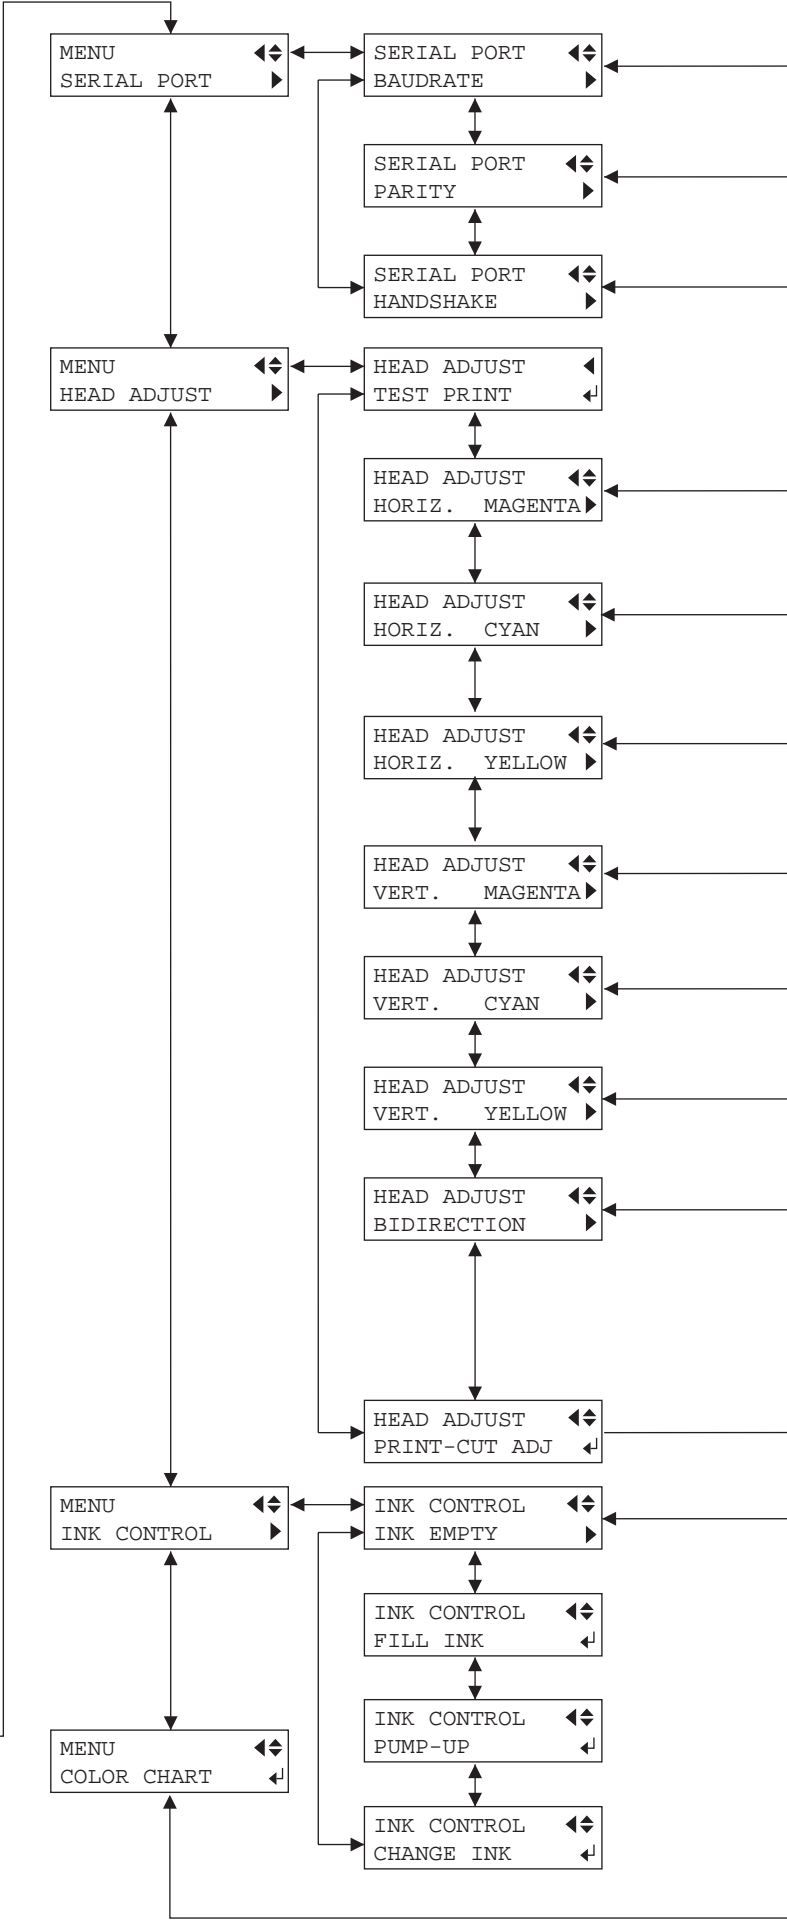 MENU
SERIAL PORT
SERIAL PORT
BAUDRATE
SERIAL PORT
PARITY
SERIAL PORT
HANDSHAKE
MENU
HEAD ADJUST
HEAD ADJUST
TEST PRINT
HEAD ADJUST
HORIZ. MAGENTA
HEAD ADJUST
HORIZ. CYAN
HEAD ADJUST
HORIZ. YELLOW
HEAD ADJUST
VERT. MAGENTA
HEAD ADJUST
VERT. CYAN
HEAD ADJUST
VERT. YELLOW
HEAD ADJUST
BIDIRECTION
HEAD ADJUST
PRINT-CUT ADJ
MENU
INK CONTROL
INK CONTROL
INK EMPTY
INK CONTROL
FILL INK
INK CONTROL
PUMP-UP
MENU
COLOR CHART
INK CONTROL
CHANGE INK